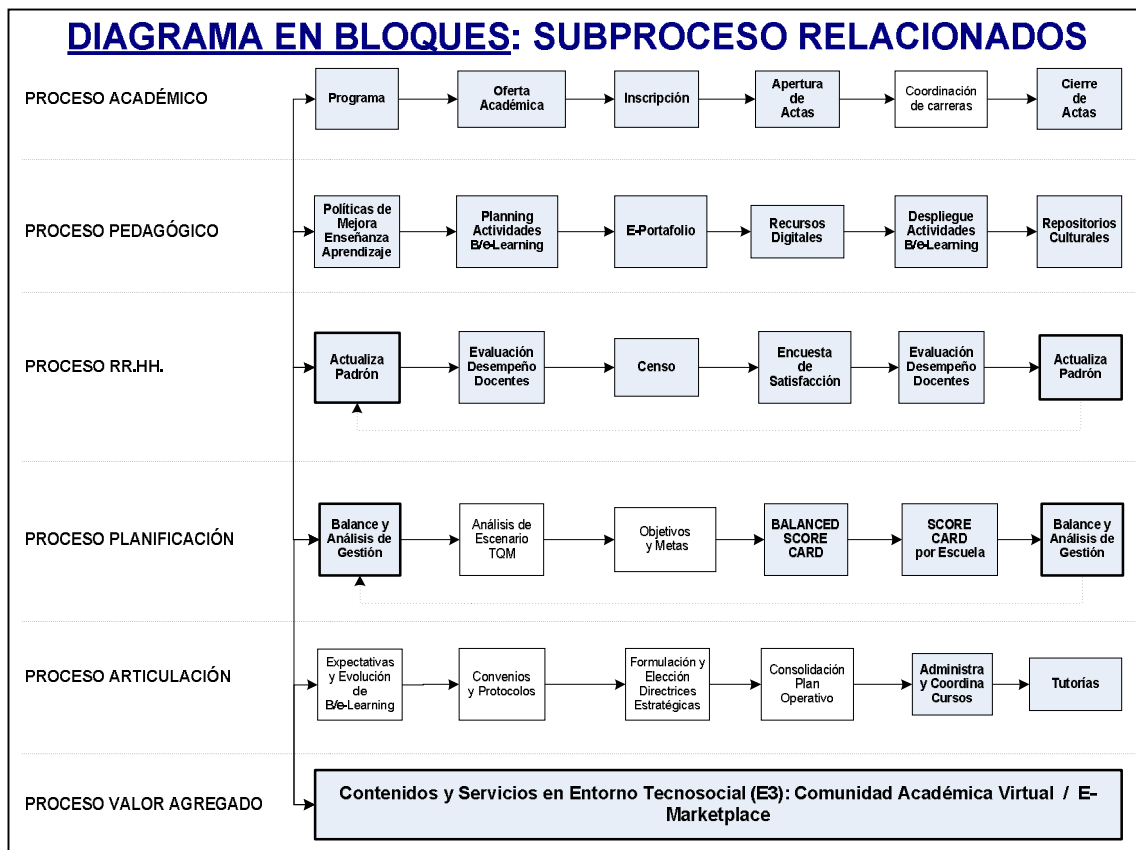 DIAGRAMA EN BLOQUES: SUBPROCESO RELACIONADOS
PROCESO ACADÉMICO
Programa
Oferta
Académica
Inscripción
Apertura
de
Actas
Coordinación
de carreras
Cierre
de
Actas
PROCESO PEDAGÓGICO
Políticas de
Mejora
Enseñanza
Aprendizaje
Planning
Actividades
B/e-Learning
E-Portafolio
Recursos
Digitales
Despliegue
Actividades
B/e-Learning
Repositorios
Culturales
PROCESO RR.HH.
Actualiza
Padrón
Evaluación
Desempeño
Docentes
Censo
Encuesta
de
Satisfacción
Evaluación
Desempeño
Docentes
Actualiza
Padrón
PROCESO PLANIFICACIÓN
Balance y
Análisis de
Gestión
Análisis de
Escenario
TQM
Objetivos
y Metas
BALANCED
SCORE
CARD
SCORE
CARD
por Escuela
Balance y
Análisis de
Gestión
PROCESO ARTICULACIÓN
Expectativas
y Evolución
de
B/e-Learning
Convenios
y Protocolos
Formulación y
Elección
Directrices
Estratégicas
Consolidación
Plan
Operativo
Administra
y Coordina
Cursos
Tutorías
PROCESO VALOR AGREGADO
Contenidos y Servicios en Entorno Tecnosocial (E3): Comunidad Académica Virtual / E-
Marketplace